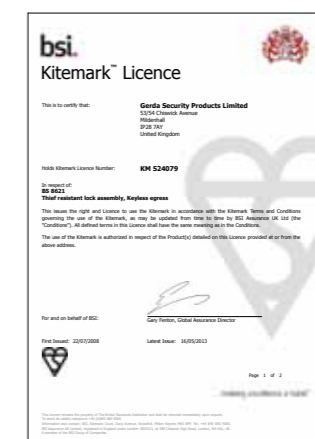 bsi.
Kitemark™ Licence
This is to certify that:
Gerda Security Products Limited
53/54 Chiswick Avenue
Mildenhall
IP28 7AY
United Kingdom
Holds Kitemark Licence Number:
KM 524079
In respect of:
BS 8621
Thief resistant lock assembly, Keyless egress
This issues the right and Licence to use the Kitemark in accordance with the Kitemark Terms and Conditions
governing the use of the Kitemark, as may be updated from time to time by BSI Assurance UK Ltd (the
"Conditions"). All defined terms in this Licence shall have the same meaning as in the Conditions.
The use of the Kitemark is authorized in respect of the Product(s) detailed on this Licence provided at or from the
above address.
For and on behalf of BSI:
Gary Fenton, Global Assurance Director
First Issued: 22/07/2008
Latest Issue: 16/05/2013
Page 1 of 2
...making excellence a habit.™